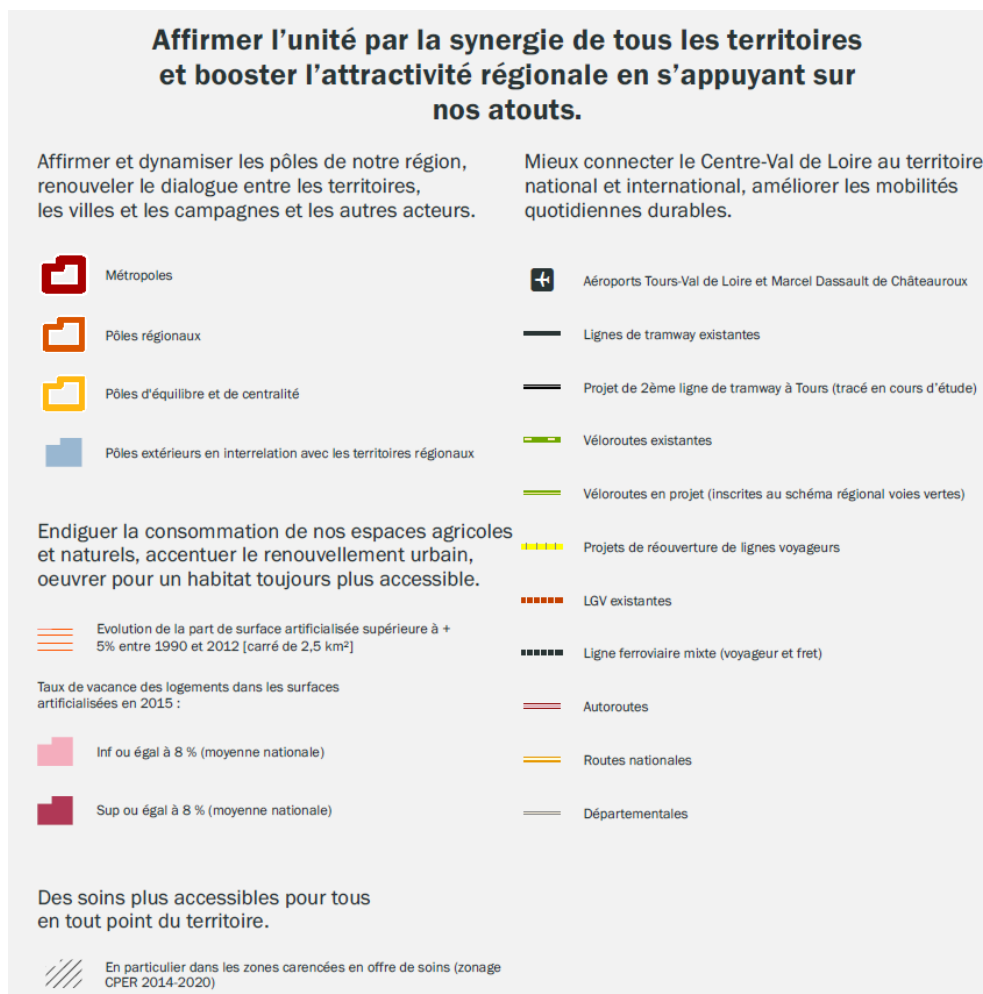 Affirmer l'unité par la synergie de tous les territoires
et booster l'attractivité régionale en s'appuyant sur
nos atouts.
Affirmer et dynamiser les pôles de notre région,
renouveler le dialogue entre les territoires,
les villes et les campagnes et les autres acteurs.
Métropoles
Pôles régionaux
Pôles d'équilibre et de centralité
Pôles extérieurs en interrelation avec les territoires régionaux
Endiguer la consommation de nos espaces agricoles
et naturels, accentuer le renouvellement urbain,
oeuvrer pour un habitat toujours plus accessible.
Evolution de la part de surface artificialisée supérieure à +
5% entre 1990 et 2012 [carré de 2,5 km²]
Taux de vacance des logements dans les surfaces
artificialisées en 2015 :
Inf ou égal à 8 % (moyenne nationale)
Sup ou égal à 8 % (moyenne nationale)
Des soins plus accessibles pour tous
en tout point du territoire.
En particulier dans les zones carencées en offre de soins (zonage
CPER 2014-2020)
Mieux connecter le Centre-Val de Loire au territoire
national et international, améliorer les mobilités
quotidiennes durables.
Aéroports Tours-Val de Loire et Marcel Dassault de Châteauroux
Lignes de tramway existantes
Projet de 2ème ligne de tramway à Tours (tracé en cours d'étude)
Véloroutes existantes
Véloroutes en projet (inscrites au schéma régional voies vertes)
Projets de réouverture de lignes voyageurs
LGV existantes
Ligne ferroviaire mixte (voyageur et fret)
Autoroutes
Routes nationales
Départementales